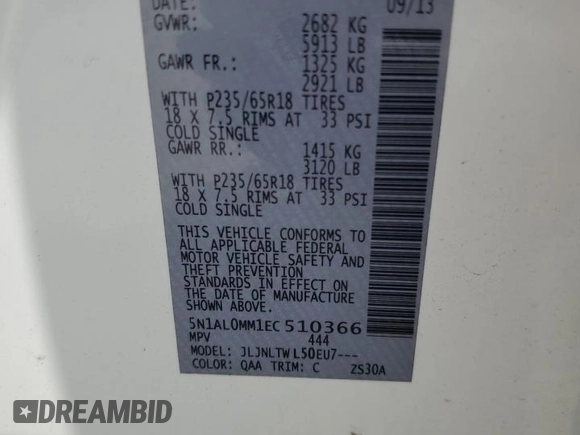 DATE: 09/13
GVWR: 2682 KG
5913 LB
GAWR FR.: 1325 KG
2921 LB
WITH P235/65R18 TIRES
18 X 7.5 RIMS AT 33 PSI
COLD SINGLE
GAWR RR.: 1415 KG
3120 LB
WITH P235/65R18 TIRES
18 X 7.5 RIMS AT 33 PSI
COLD SINGLE
THIS VEHICLE CONFORMS TO
ALL APPLICABLE FEDERAL
MOTOR VEHICLE SAFETY AND
THEFT PREVENTION
STANDARDS IN EFFECT ON
THE DATE OF MANUFACTURE
SHOWN ABOVE.
5N1AL0MM1EC 510366
MPV 444
MODEL: JLJNLTW L50EU7---
COLOR: QAA TRIM: C ZS30A
DREAMBID